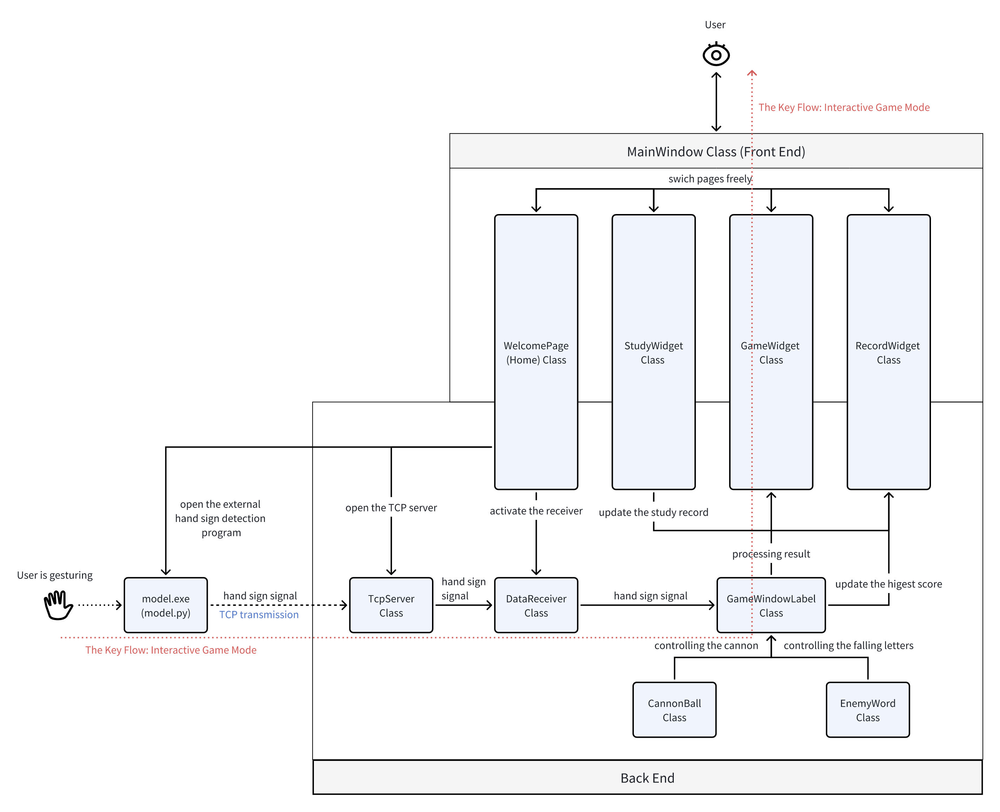 User
The Key Flow: Interactive Game Mode
MainWindow Class (Front End)
swich pages freely
WelcomePage
(Home) Class
StudyWidget
Class
GameWidget
Class
RecordWidget
Class
open the external
hand sign detection
program
open the TCP server
activate the receiver
update the study record
processing result
update the higest score
User is gesturing
model.exe
(model.py)
hand sign signal
TCP transmission
TcpServer
Class
hand sign
signal
DataReceiver
Class
hand sign signal
GameWindowLabel
Class
The Key Flow: Interactive Game Mode
controlling the cannon
controlling the falling letters
CannonBall
Class
EnemyWord
Class
Back End